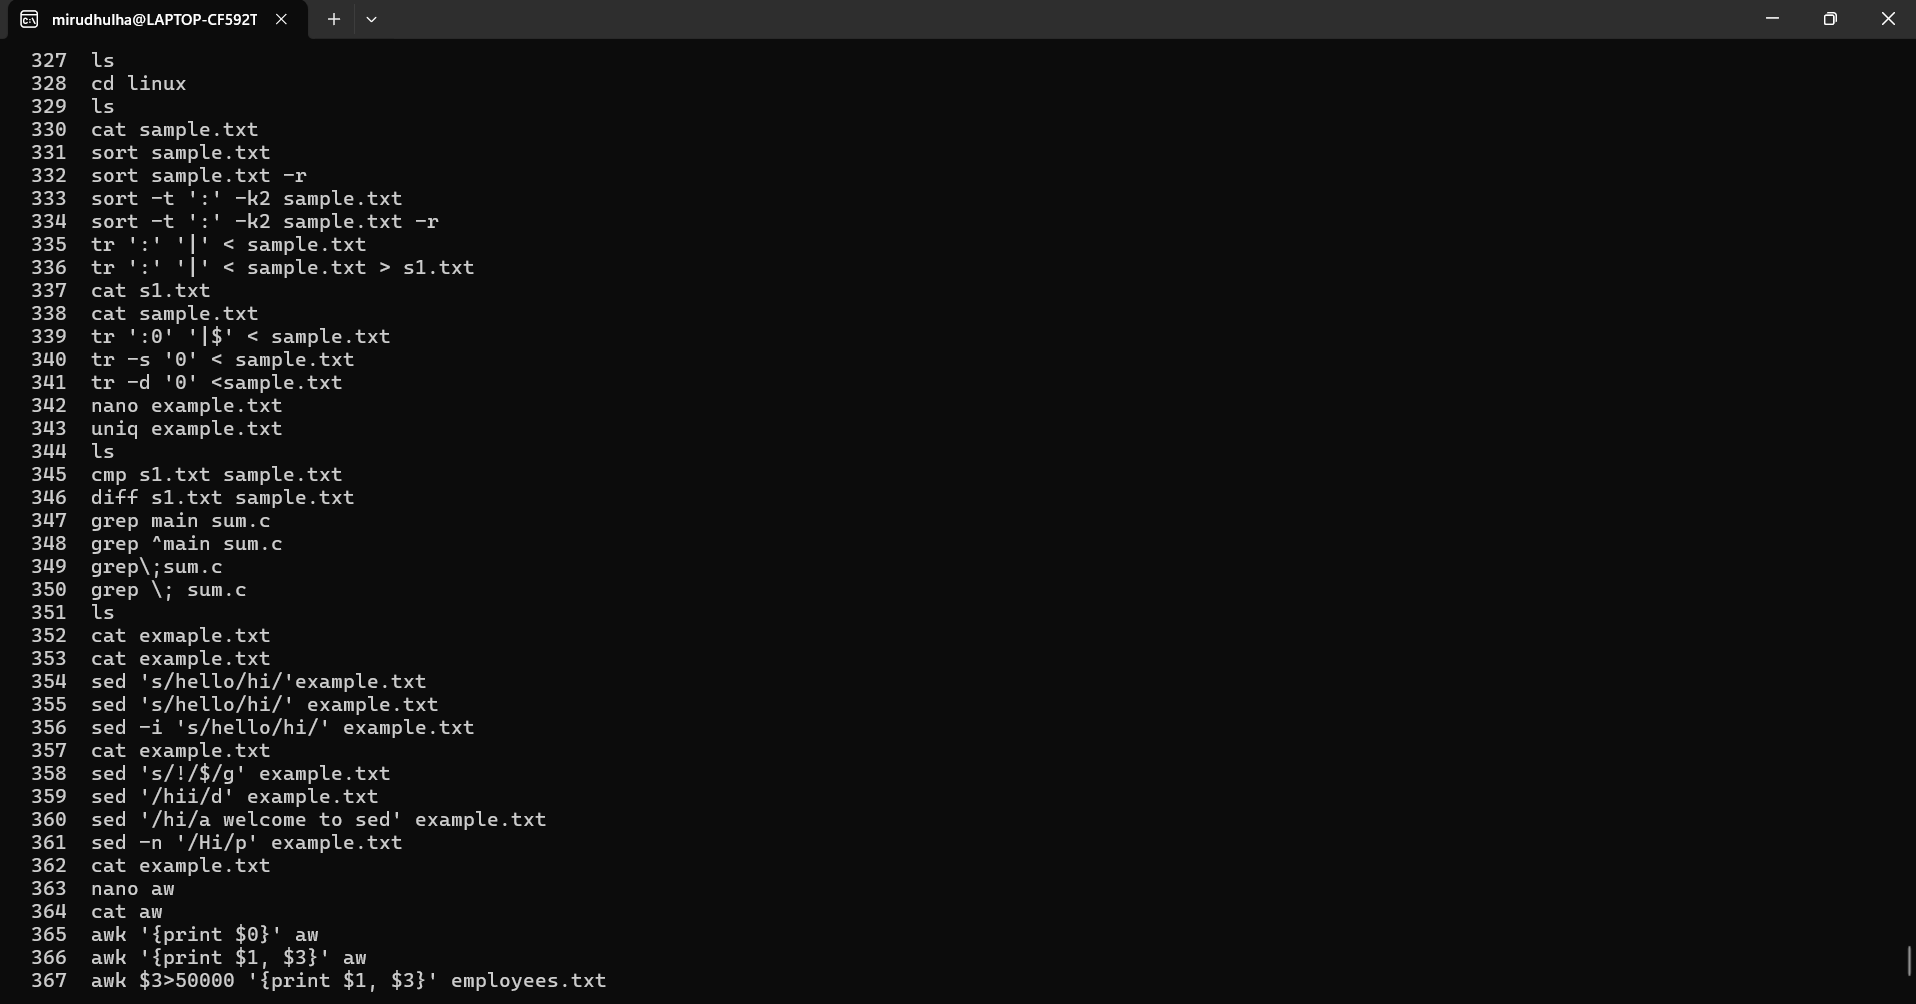 mirudhulha@LAPTOP-CF592T
327 ls
328 cd linux
329 ls
330 cat sample.txt
331 sort sample.txt
332 sort sample.txt -r
333 sort -t ':' -k2 sample.txt
334 sort -t ':' -k2 sample.txt -r
335 tr ':' '|' < sample.txt
336 tr ':' '|' < sample.txt > s1.txt
337 cat s1.txt
338 cat sample.txt
339 tr ':0' '|$' < sample.txt
340 tr -s '0' < sample.txt
341 tr -d '0' <sample.txt
342 nano example.txt
343 uniq example.txt
344 ls
345 cmp s1.txt sample.txt
346 diff s1.txt sample.txt
347 grep main sum.c
348 grep ^main sum.c
349 grep\;sum.c
350 grep \; sum.c
351 ls
352 cat exmaple.txt
353 cat example.txt
354 sed 's/hello/hi/'example.txt
355 sed 's/hello/hi/' example.txt
356 sed -i 's/hello/hi/' example.txt
357 cat example.txt
358 sed 's/!/$/g' example.txt
359 sed '/hii/d' example.txt
360 sed '/hi/a welcome to sed' example.txt
361 sed -n '/Hi/p' example.txt
362 cat example.txt
363 nano aw
364 cat aw
365 awk '{print $0}' aw
366 awk '{print $1, $3}' aw
367 awk $3>50000 '{print $1, $3}' employees.txt